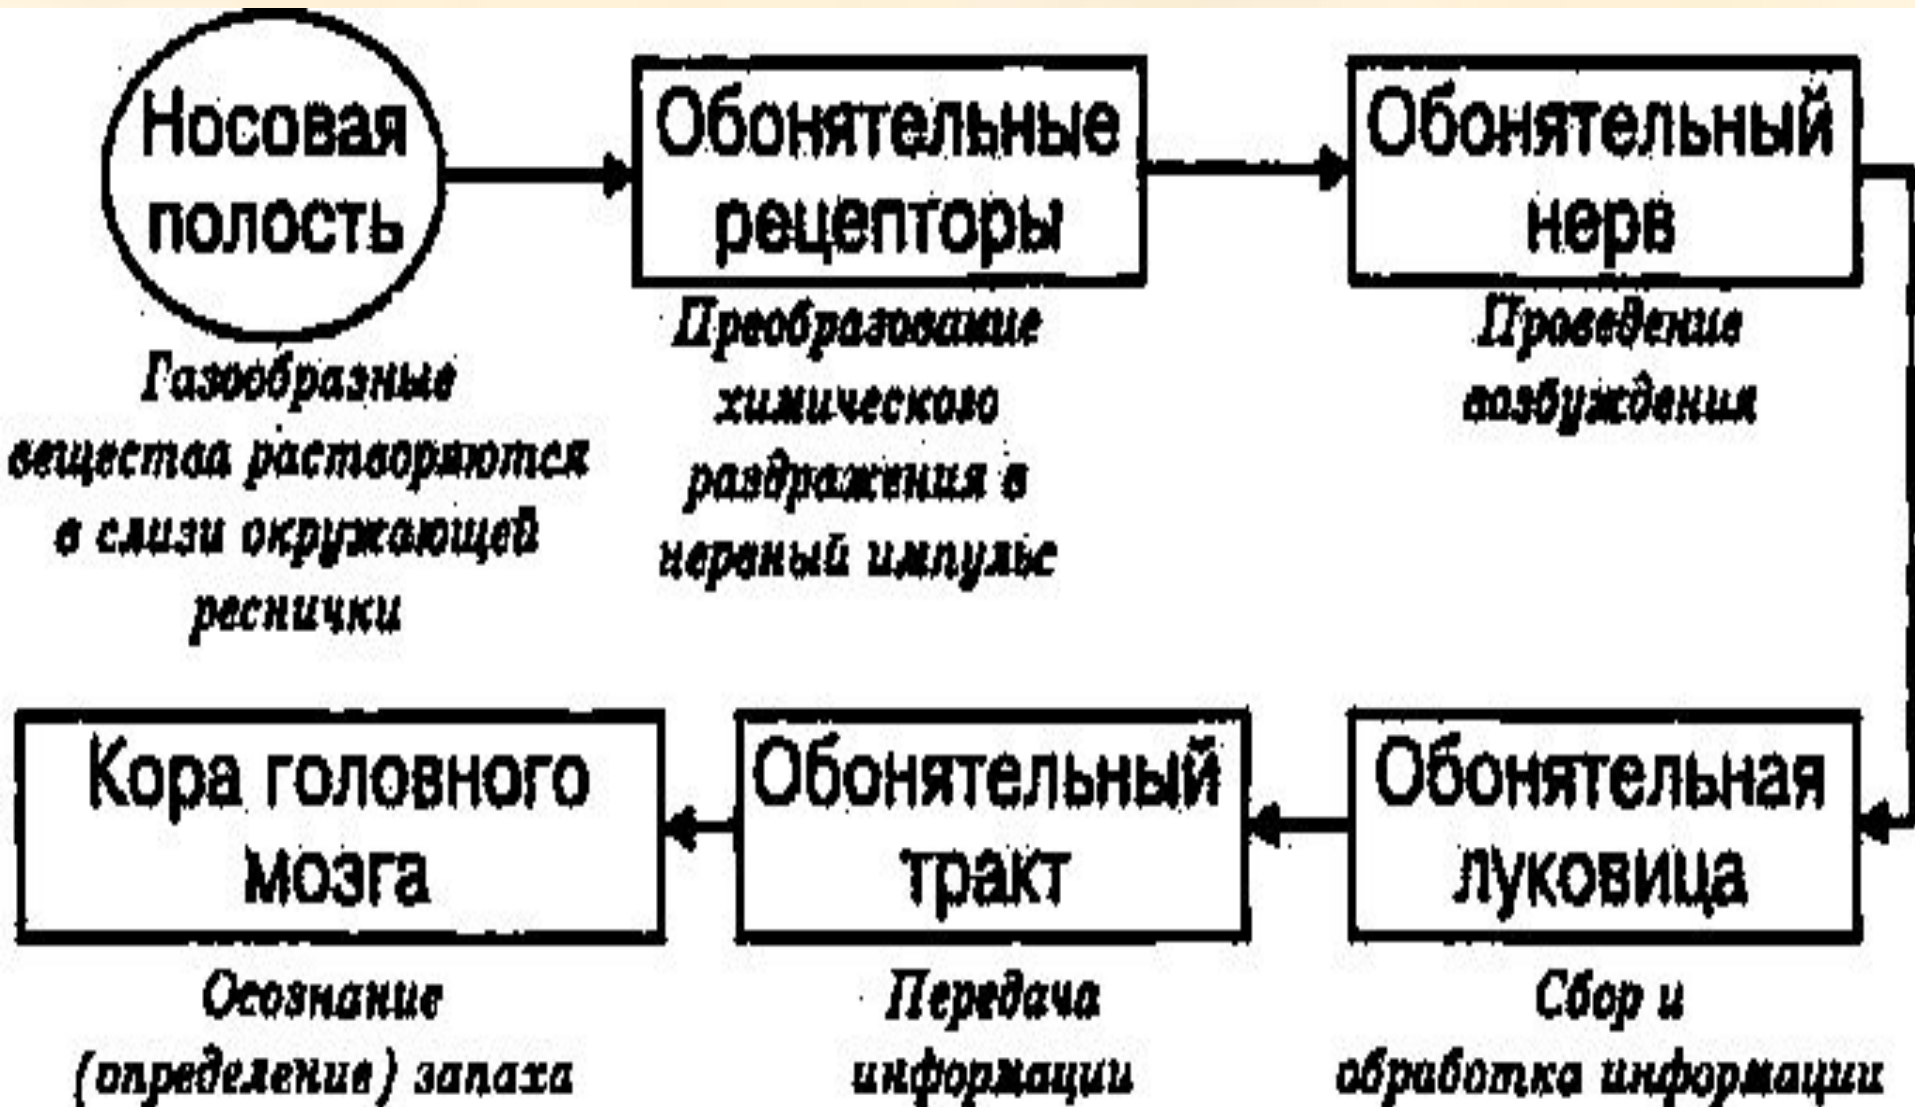 Носовая
полость
Газообразные
вещества растворяются
в слизи окружающей
реснички
Обонятельные
рецепторы
Преобразование
химического
раздражения в
нервный импульс
Обонятельный
нерв
Проведение
возбуждения
Обонятельная
луковица
Сбор и
обработка информации
Обонятельный
тракт
Передача
информации
Кора головного
мозга
Осознание
(определение) запаха